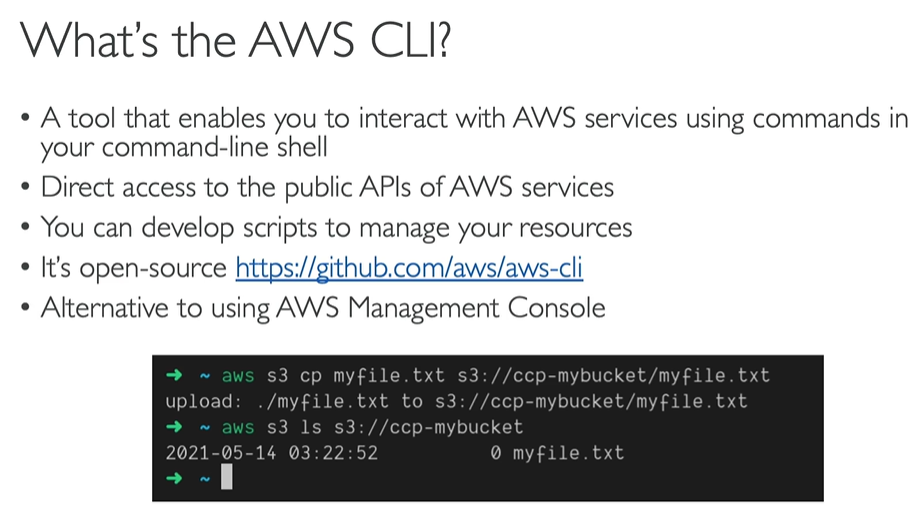 What's the AWS CLI?
• A tool that enables you to interact with AWS services using commands in
your command-line shell
• Direct access to the public APIs of AWS services
• You can develop scripts to manage your resources
• It's open-source https://github.com/aws/aws-cli
• Alternative to using AWS Management Console
➜ ~ aws s3 cp myfile.txt s3://ccp-mybucket/myfile.txt
upload: ./myfile.txt to s3://ccp-mybucket/myfile.txt
➜ ~ aws s3 ls s3://ccp-mybucket
2021-05-14 03:22:52 0 myfile.txt
➜ ~